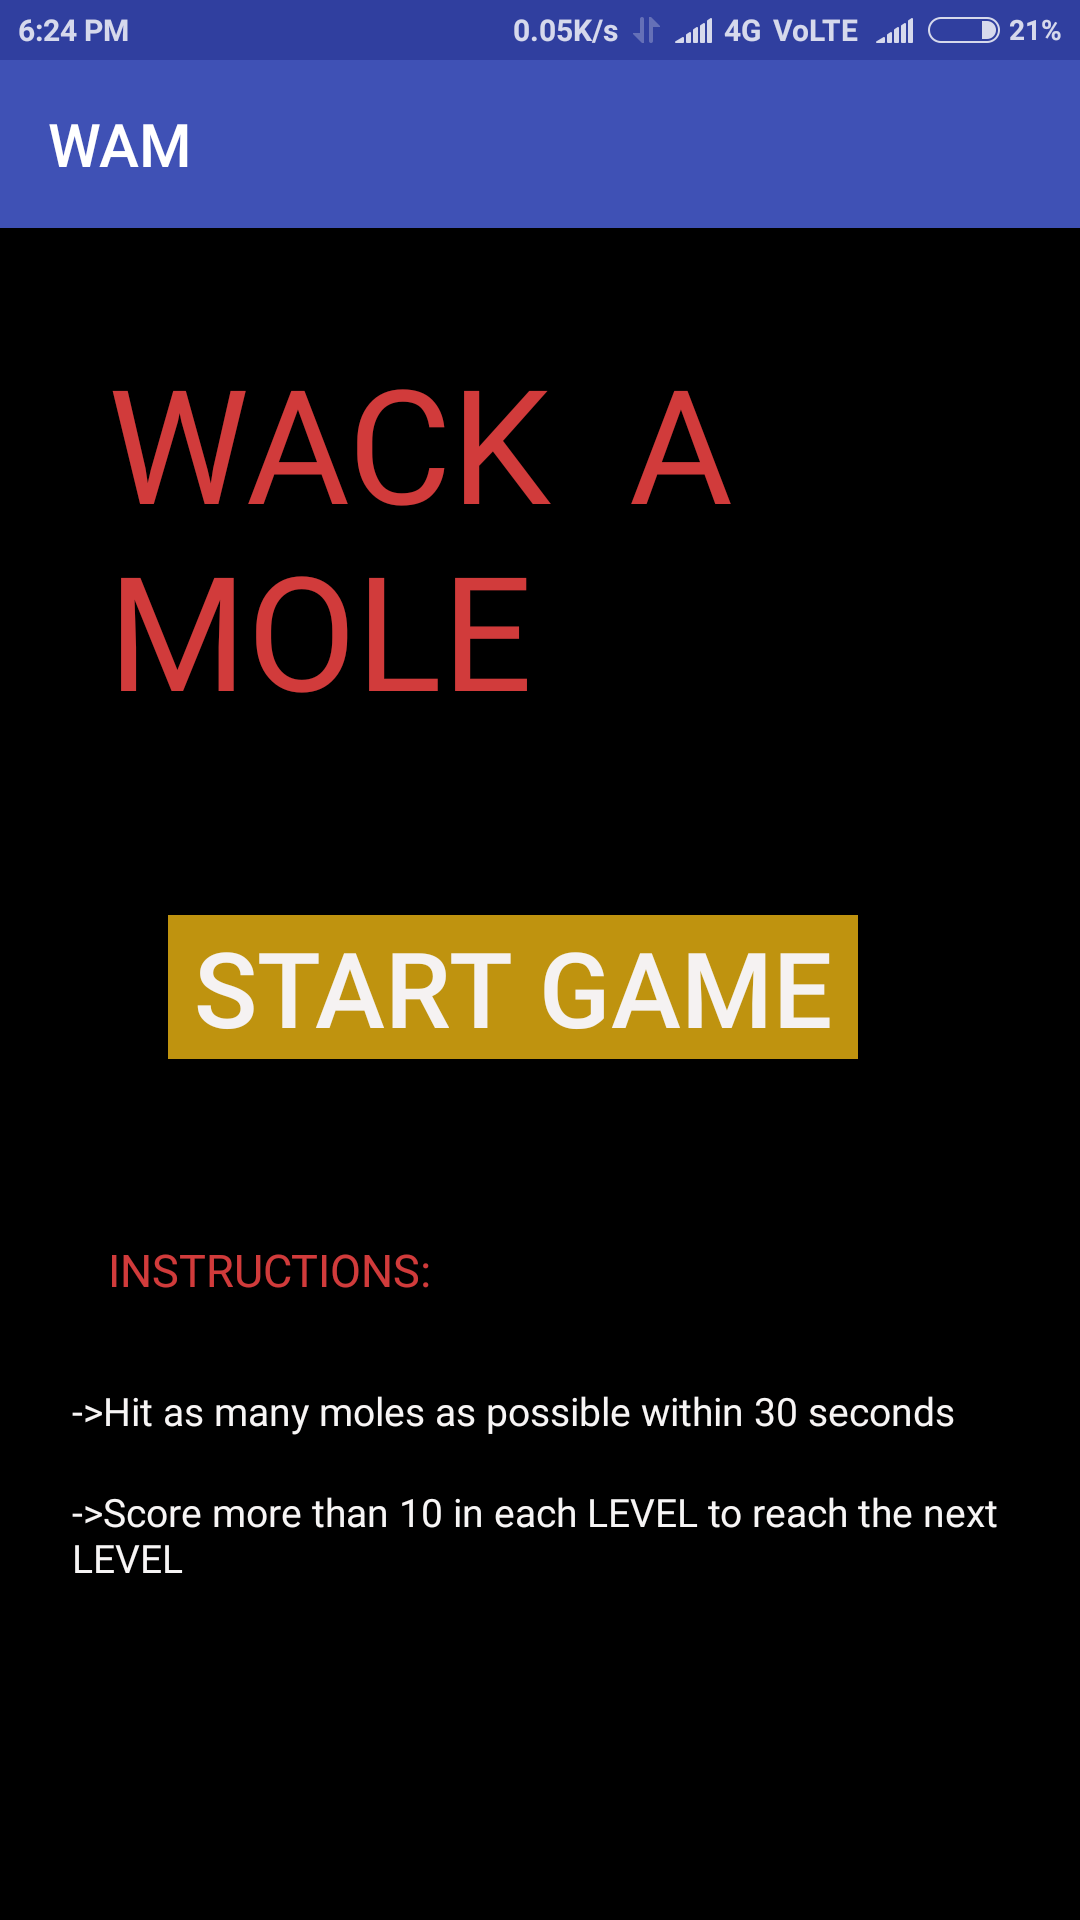 6:24 PM 0.05K/s 4G VoLTE 21%
WAM
WACK A
MOLE
START GAME
INSTRUCTIONS:
->Hit as many moles as possible within 30 seconds
->Score more than 10 in each LEVEL to reach the next
LEVEL